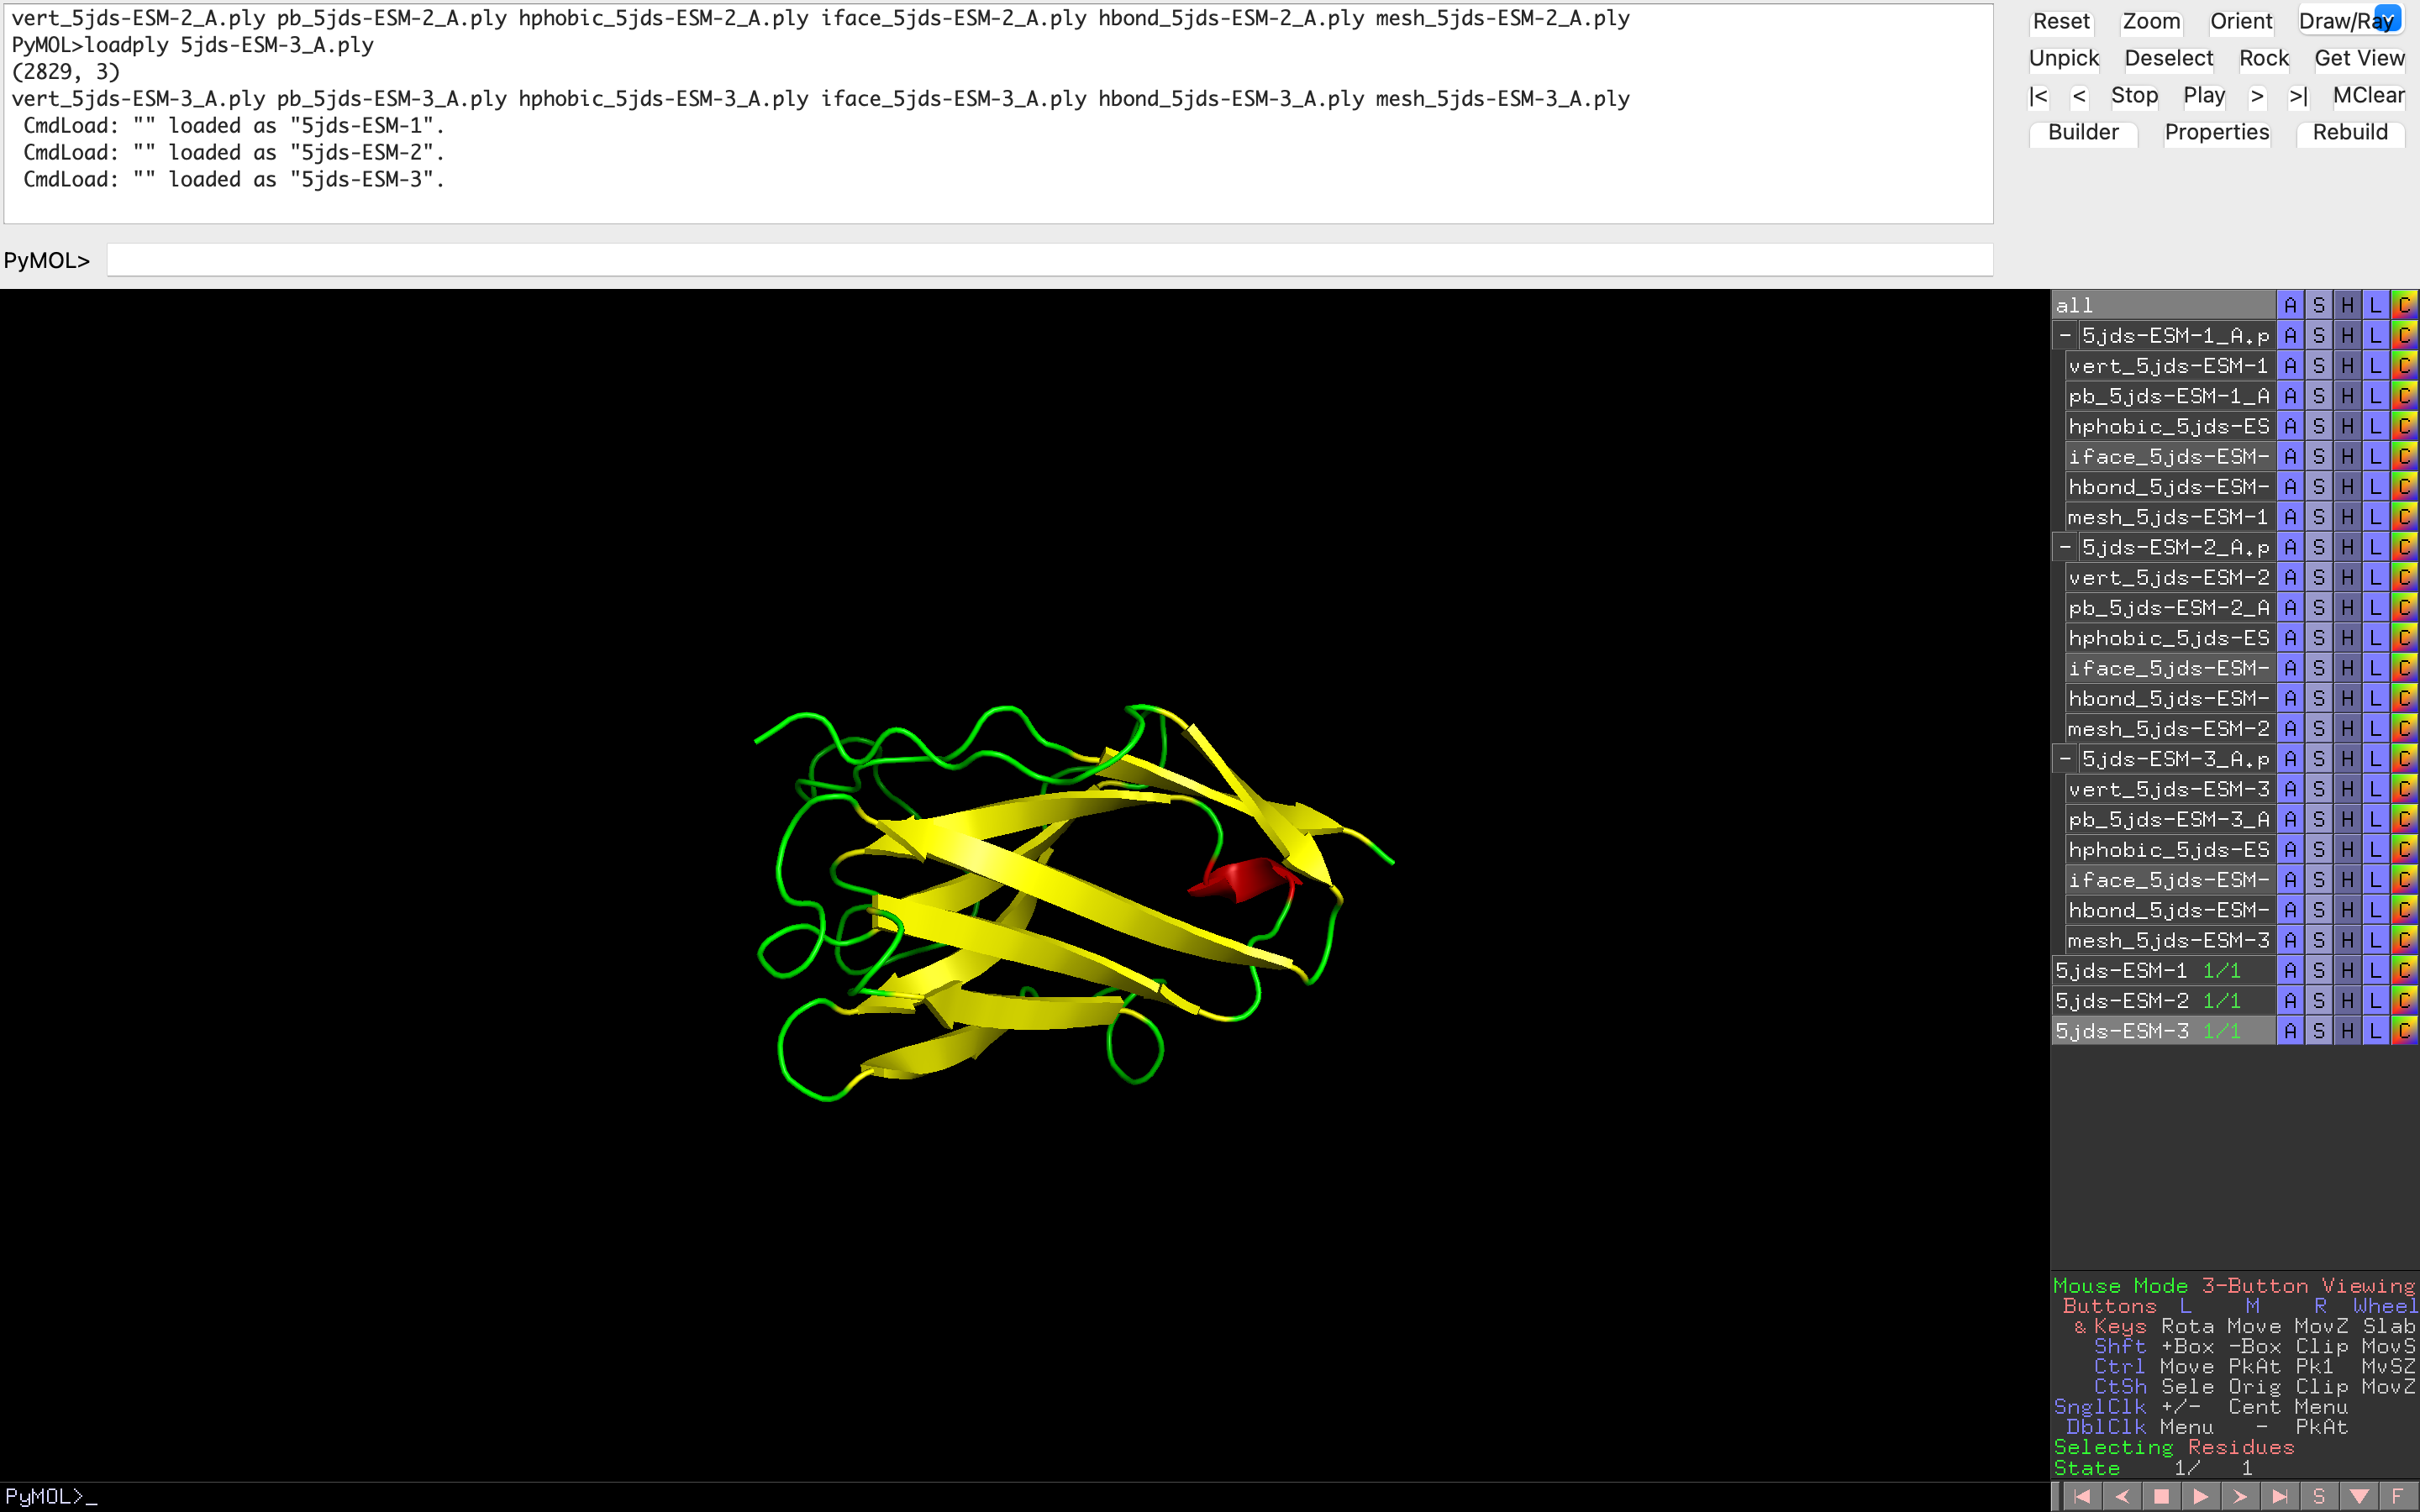 vert_5jds-ESM-2_A.ply pb_5jds-ESM-2_A.ply hphobic_5jds-ESM-2_A.ply iface_5jds-ESM-2_A.ply hbond_5jds-ESM-2_A.ply mesh_5jds-ESM-2_A.ply
PyMOL>loadply 5jds-ESM-3_A.ply
(2829, 3)
vert_5jds-ESM-3_A.ply pb_5jds-ESM-3_A.ply hphobic_5jds-ESM-3_A.ply iface_5jds-ESM-3_A.ply hbond_5jds-ESM-3_A.ply mesh_5jds-ESM-3_A.ply
CmdLoad: "" loaded as "5jds-ESM-1".
CmdLoad: "" loaded as "5jds-ESM-2".
CmdLoad: "" loaded as "5jds-ESM-3".
PyMOL>
Reset Zoom Orient Draw/Ray
Unpick Deselect Rock Get View
|< < Stop Play > >| MClear
Builder Properties Rebuild
all A S H L C
- 5jds-ESM-1_A.p A S H L C
vert_5jds-ESM-1 A S H L C
pb_5jds-ESM-1_A A S H L C
hphobic_5jds-ES A S H L C
iface_5jds-ESM- A S H L C
hbond_5jds-ESM- A S H L C
mesh_5jds-ESM-1 A S H L C
- 5jds-ESM-2_A.p A S H L C
vert_5jds-ESM-2 A S H L C
pb_5jds-ESM-2_A A S H L C
hphobic_5jds-ES A S H L C
iface_5jds-ESM- A S H L C
hbond_5jds-ESM- A S H L C
mesh_5jds-ESM-2 A S H L C
- 5jds-ESM-3_A.p A S H L C
vert_5jds-ESM-3 A S H L C
pb_5jds-ESM-3_A A S H L C
hphobic_5jds-ES A S H L C
iface_5jds-ESM- A S H L C
hbond_5jds-ESM- A S H L C
mesh_5jds-ESM-3 A S H L C
5jds-ESM-1 1/1 A S H L C
5jds-ESM-2 1/1 A S H L C
5jds-ESM-3 1/1 A S H L C
Mouse Mode 3-Button Viewing
Buttons L M R Wheel
& Keys Rota Move MovZ Slab
Shft +Box -Box Clip MovS
Ctrl Move PkAt Pk1 MvSZ
CtSh Sele Orig Clip MovZ
SnglClk +/- Cent Menu
DblClk Menu - PkAt
Selecting Residues
State 1/ 1
S F
PyMOL>_